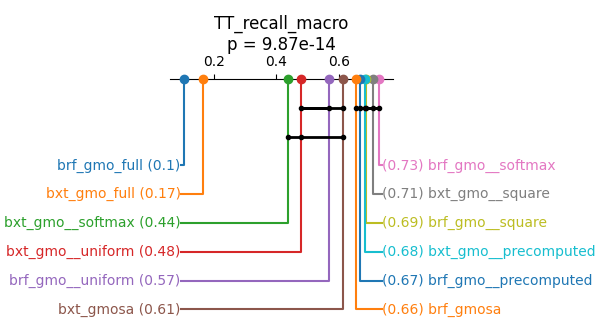 TT_recall_macro
p = 9.87e-14
0.2 0.4 0.6
brf_gmo_full (0.1) (0.73) brf_gmo__softmax
bxt_gmo_full (0.17) (0.71) bxt_gmo__square
bxt_gmo__softmax (0.44) (0.69) brf_gmo__square
bxt_gmo__uniform (0.48) (0.68) bxt_gmo__precomputed
brf_gmo__uniform (0.57) (0.67) brf_gmo__precomputed
bxt_gmosa (0.61) (0.66) brf_gmosa